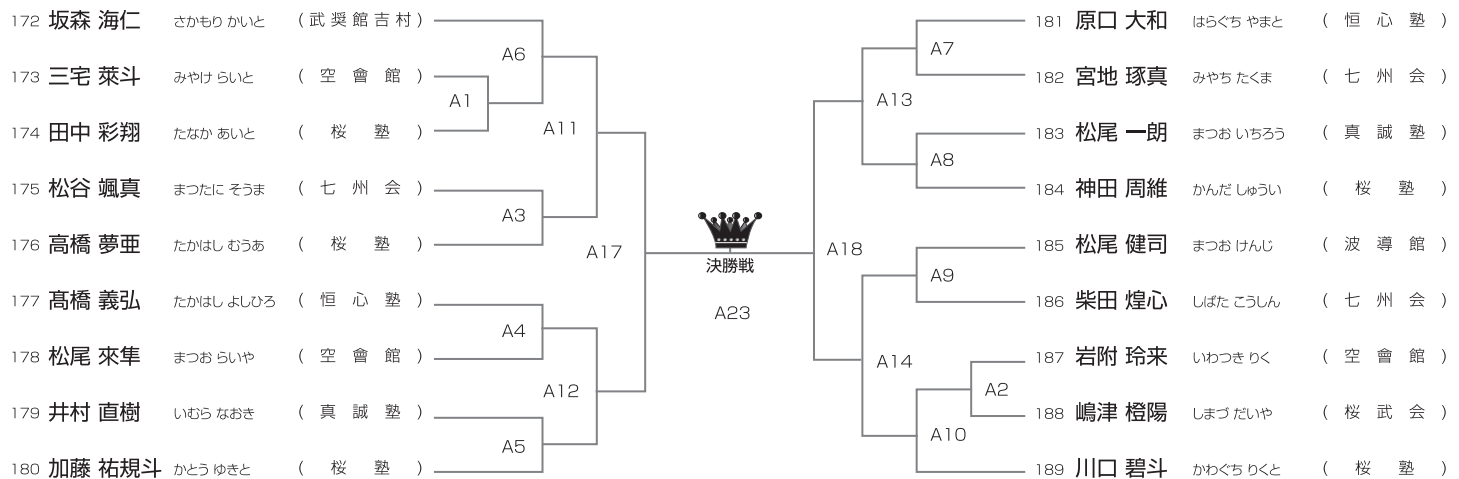 172 坂森 海仁 さかもり かいと (武奨館吉村)
173 三宅 萊斗 みやけ らいと (空會館)
174 田中 彩翔 たなか あいと (桜塾)
175 松谷 颯真 まつたに そうま (七州会)
176 高橋 夢亜 たかはし むうあ (桜塾)
177 髙橋 義弘 たかはし よしひろ (恒心塾)
178 松尾 來隼 まつお らいや (空會館)
179 井村 直樹 いむら なおき (真誠塾)
180 加藤 祐規斗 かとう ゆきと (桜塾)
A6
A1
A11
A3
A17
A4
A12
A5
決勝戦
A23
A7
A13
A8
A18
A9
A14
A2
A10
181 原口 大和 はらぐち やまと (恒心塾)
182 宮地 琢真 みやち たくま (七州会)
183 松尾 一朗 まつお いちろう (真誠塾)
184 神田 周維 かんだ しゅうい (桜塾)
185 松尾 健司 まつお けんじ (波導館)
186 柴田 煌心 しばた こうしん (七州会)
187 岩附 玲来 いわつき りく (空會館)
188 嶋津 橙陽 しまづ だいや (桜武会)
189 川口 碧斗 かわぐち りくと (桜塾)